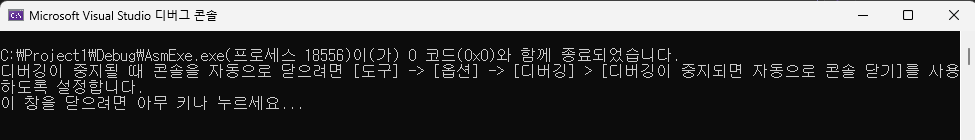 Microsoft Visual Studio 디버그 콘솔
C:₩Project1₩Debug₩AsmExe.exe(프로세스 18556)이(가) 0 코드(0x0)와 함께 종료되었습니다.
디버깅이 중지될 때 콘솔을 자동으로 닫으려면 [도구] -> [옵션] -> [디버깅] > [디버깅이 중지되면 자동으로 콘솔 닫기]를 사용
하도록 설정합니다.
이 창을 닫으려면 아무 키나 누르세요...